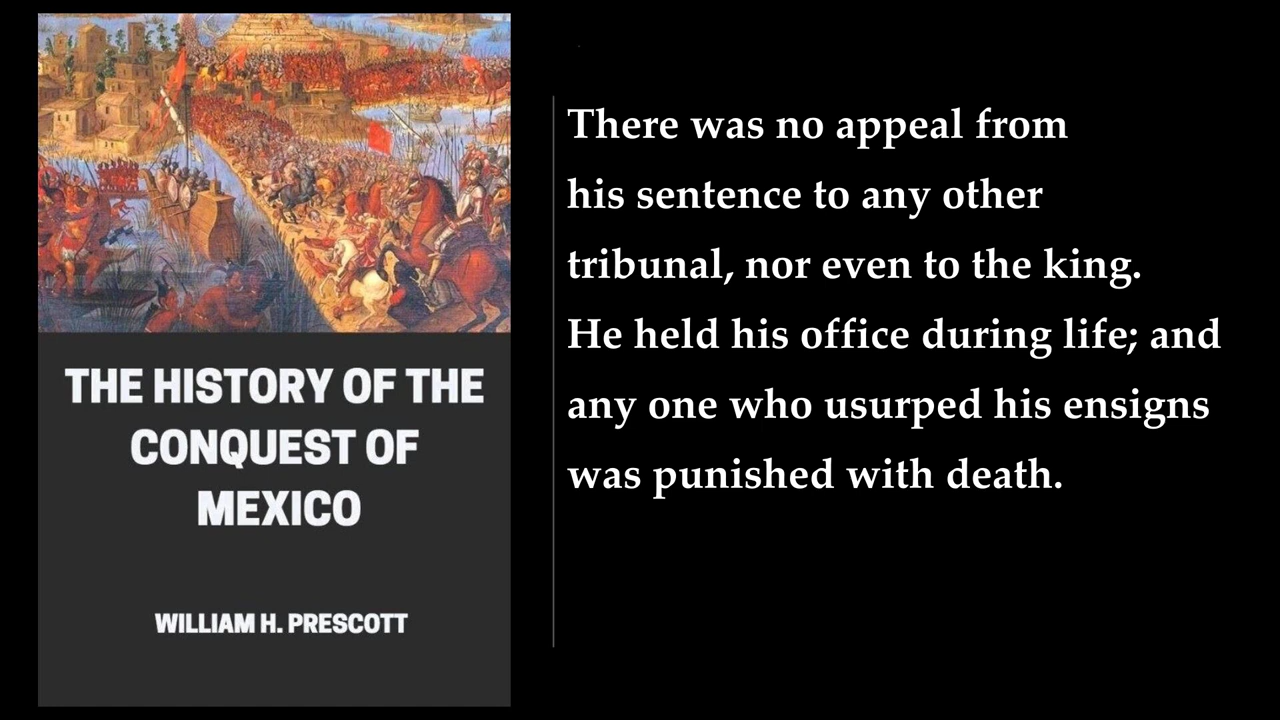 THE HISTORY OF THE
CONQUEST OF
MEXICO
WILLIAM H. PRESCOTT
There was no appeal from
his sentence to any other
tribunal, nor even to the king.
He held his office during life; and
any one who usurped his ensigns
was punished with death.